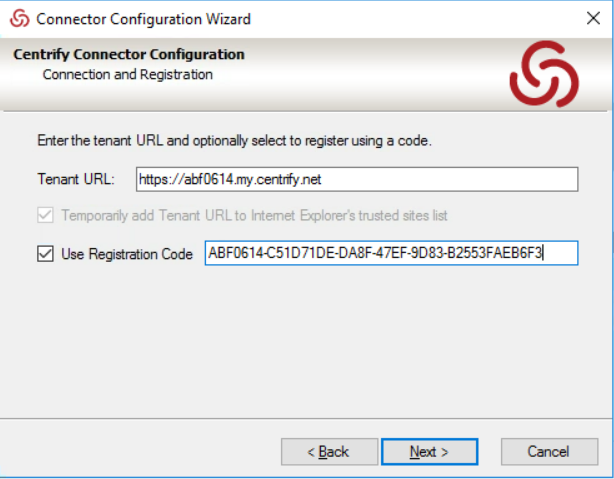 Connector Configuration Wizard
Centrify Connector Configuration
Connection and Registration
Enter the tenant URL and optionally select to register using a code.
Tenant URL: https://abf0614.my.centrify.net
Temporarily add Tenant URL to Internet Explorer's trusted sites list
Use Registration Code ABF0614-C51D71DE-DA8F-47EF-9D83-B2553FAEB6F3
< Back Next > Cancel